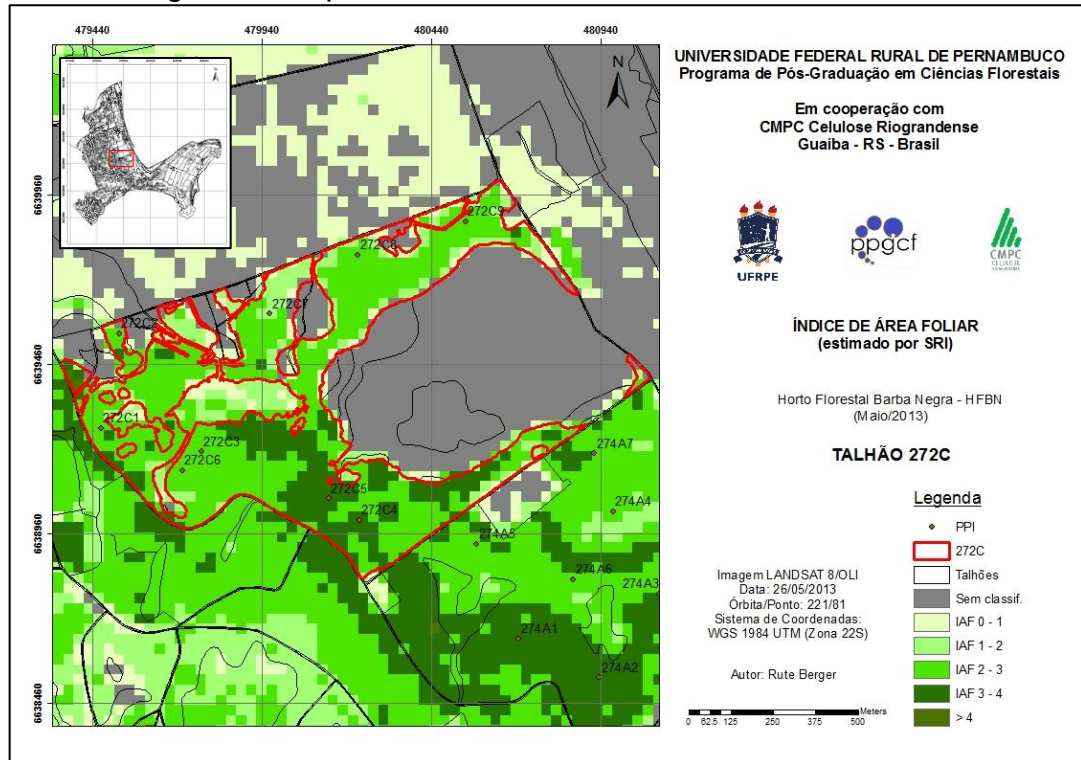 479440
479940
480440
480940
6639960
6639460
6638960
6638460
N
272C9
272C8
272C7
272C1
272C3
272C6
272C5
272C4
274A7
274A4
274A5
274A6
274A3
274A1
274A2
UNIVERSIDADE FEDERAL RURAL DE PERNAMBUCO
Programa de Pós-Graduação em Ciências Florestais
Em cooperação com
CMPC Celulose Riograndense
Guaíba - RS - Brasil
UFRPE
ppgcf
CMPC
CELULOSE
ÍNDICE DE ÁREA FOLIAR
(estimado por SRI)
Horto Florestal Barba Negra - HFBN
(Maio/2013)
TALHÃO 272C
Legenda
PPI
272C
Talhões
Sem classif.
IAF 0 - 1
IAF 1 - 2
IAF 2 - 3
IAF 3 - 4
> 4
Imagem LANDSAT 8/OLI
Data: 26/05/2013
Órbita/Ponto: 221/81
Sistema de Coordenadas:
WGS 1984 UTM (Zona 22S)
Autor: Rute Berger
0 62.5 125 250 375 500 Meters